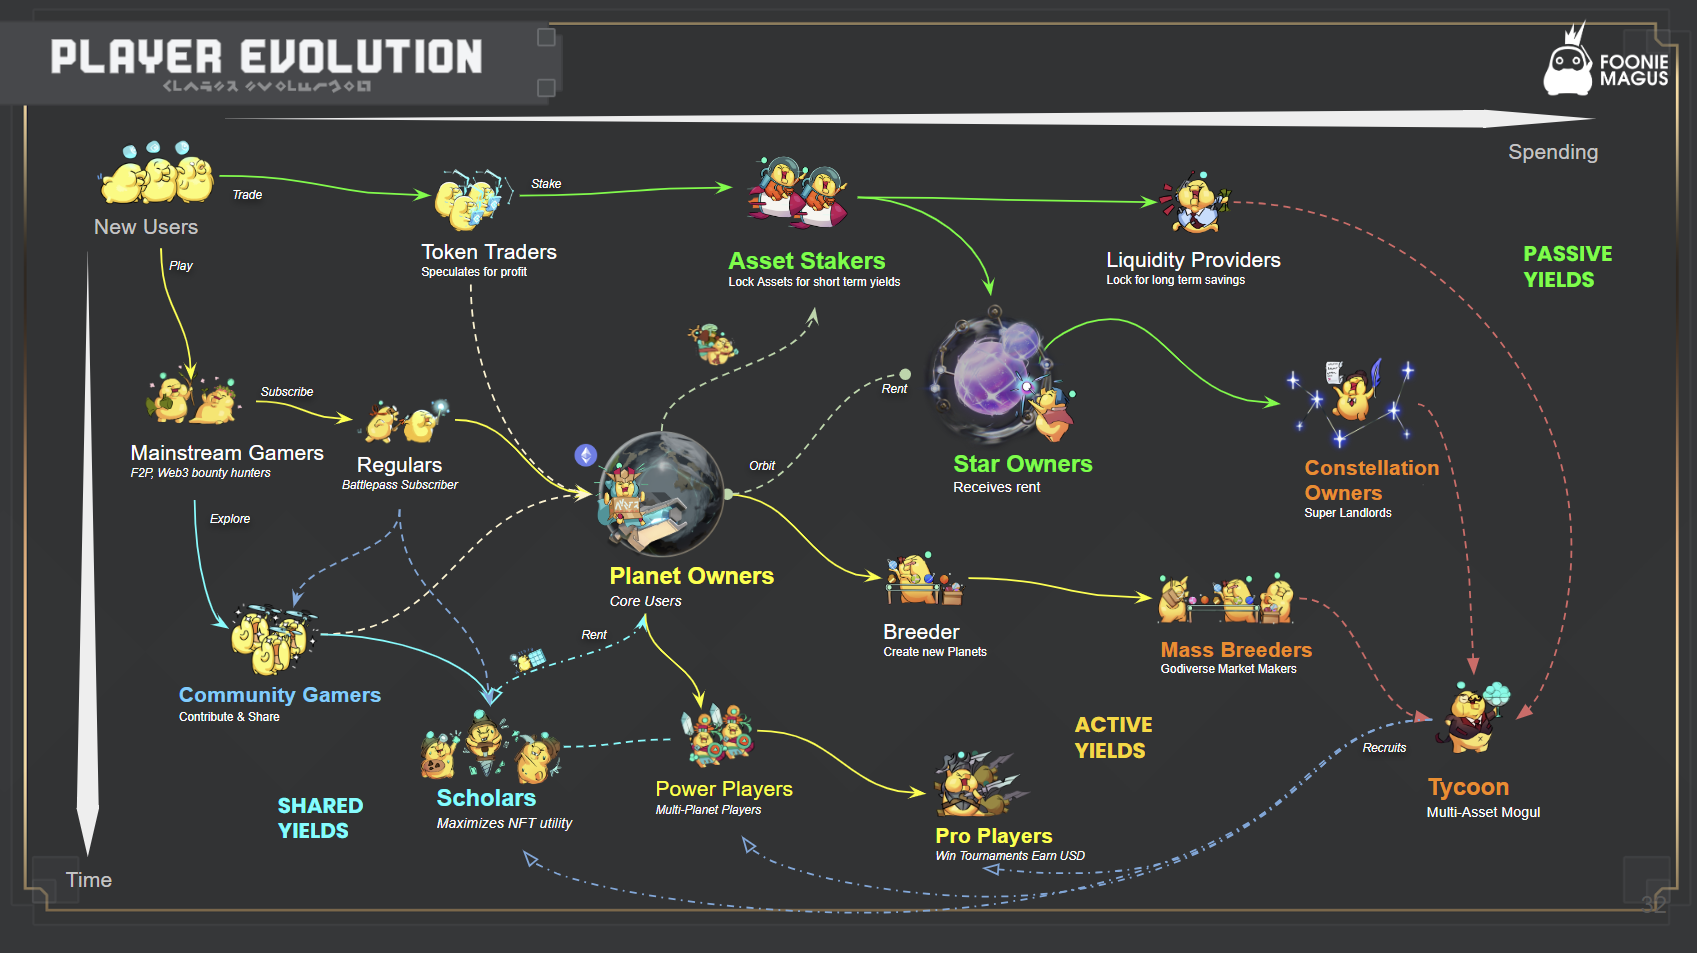 PLAYER EVOLUTION
FOONIE
MAGUS
Spending
New Users
Trade
Token Traders
Speculates for profit
Stake
Asset Stakers
Lock Assets for short term yields
Liquidity Providers
Lock for long term savings
PASSIVE
YIELDS
Play
Mainstream Gamers
F2P, Web3 bounty hunters
Subscribe
Regulars
Battlepass Subscriber
Rent
Orbit
Star Owners
Receives rent
Constellation
Owners
Super Landlords
Explore
Planet Owners
Core Users
Breeder
Create new Planets
Mass Breeders
Godiverse Market Makers
Community Gamers
Contribute & Share
Rent
ACTIVE
YIELDS
Recruits
Scholars
Maximizes NFT utility
Power Players
Multi-Planet Players
Pro Players
Win Tournaments Earn USD
Tycoon
Multi-Asset Mogul
SHARED
YIELDS
Time
32